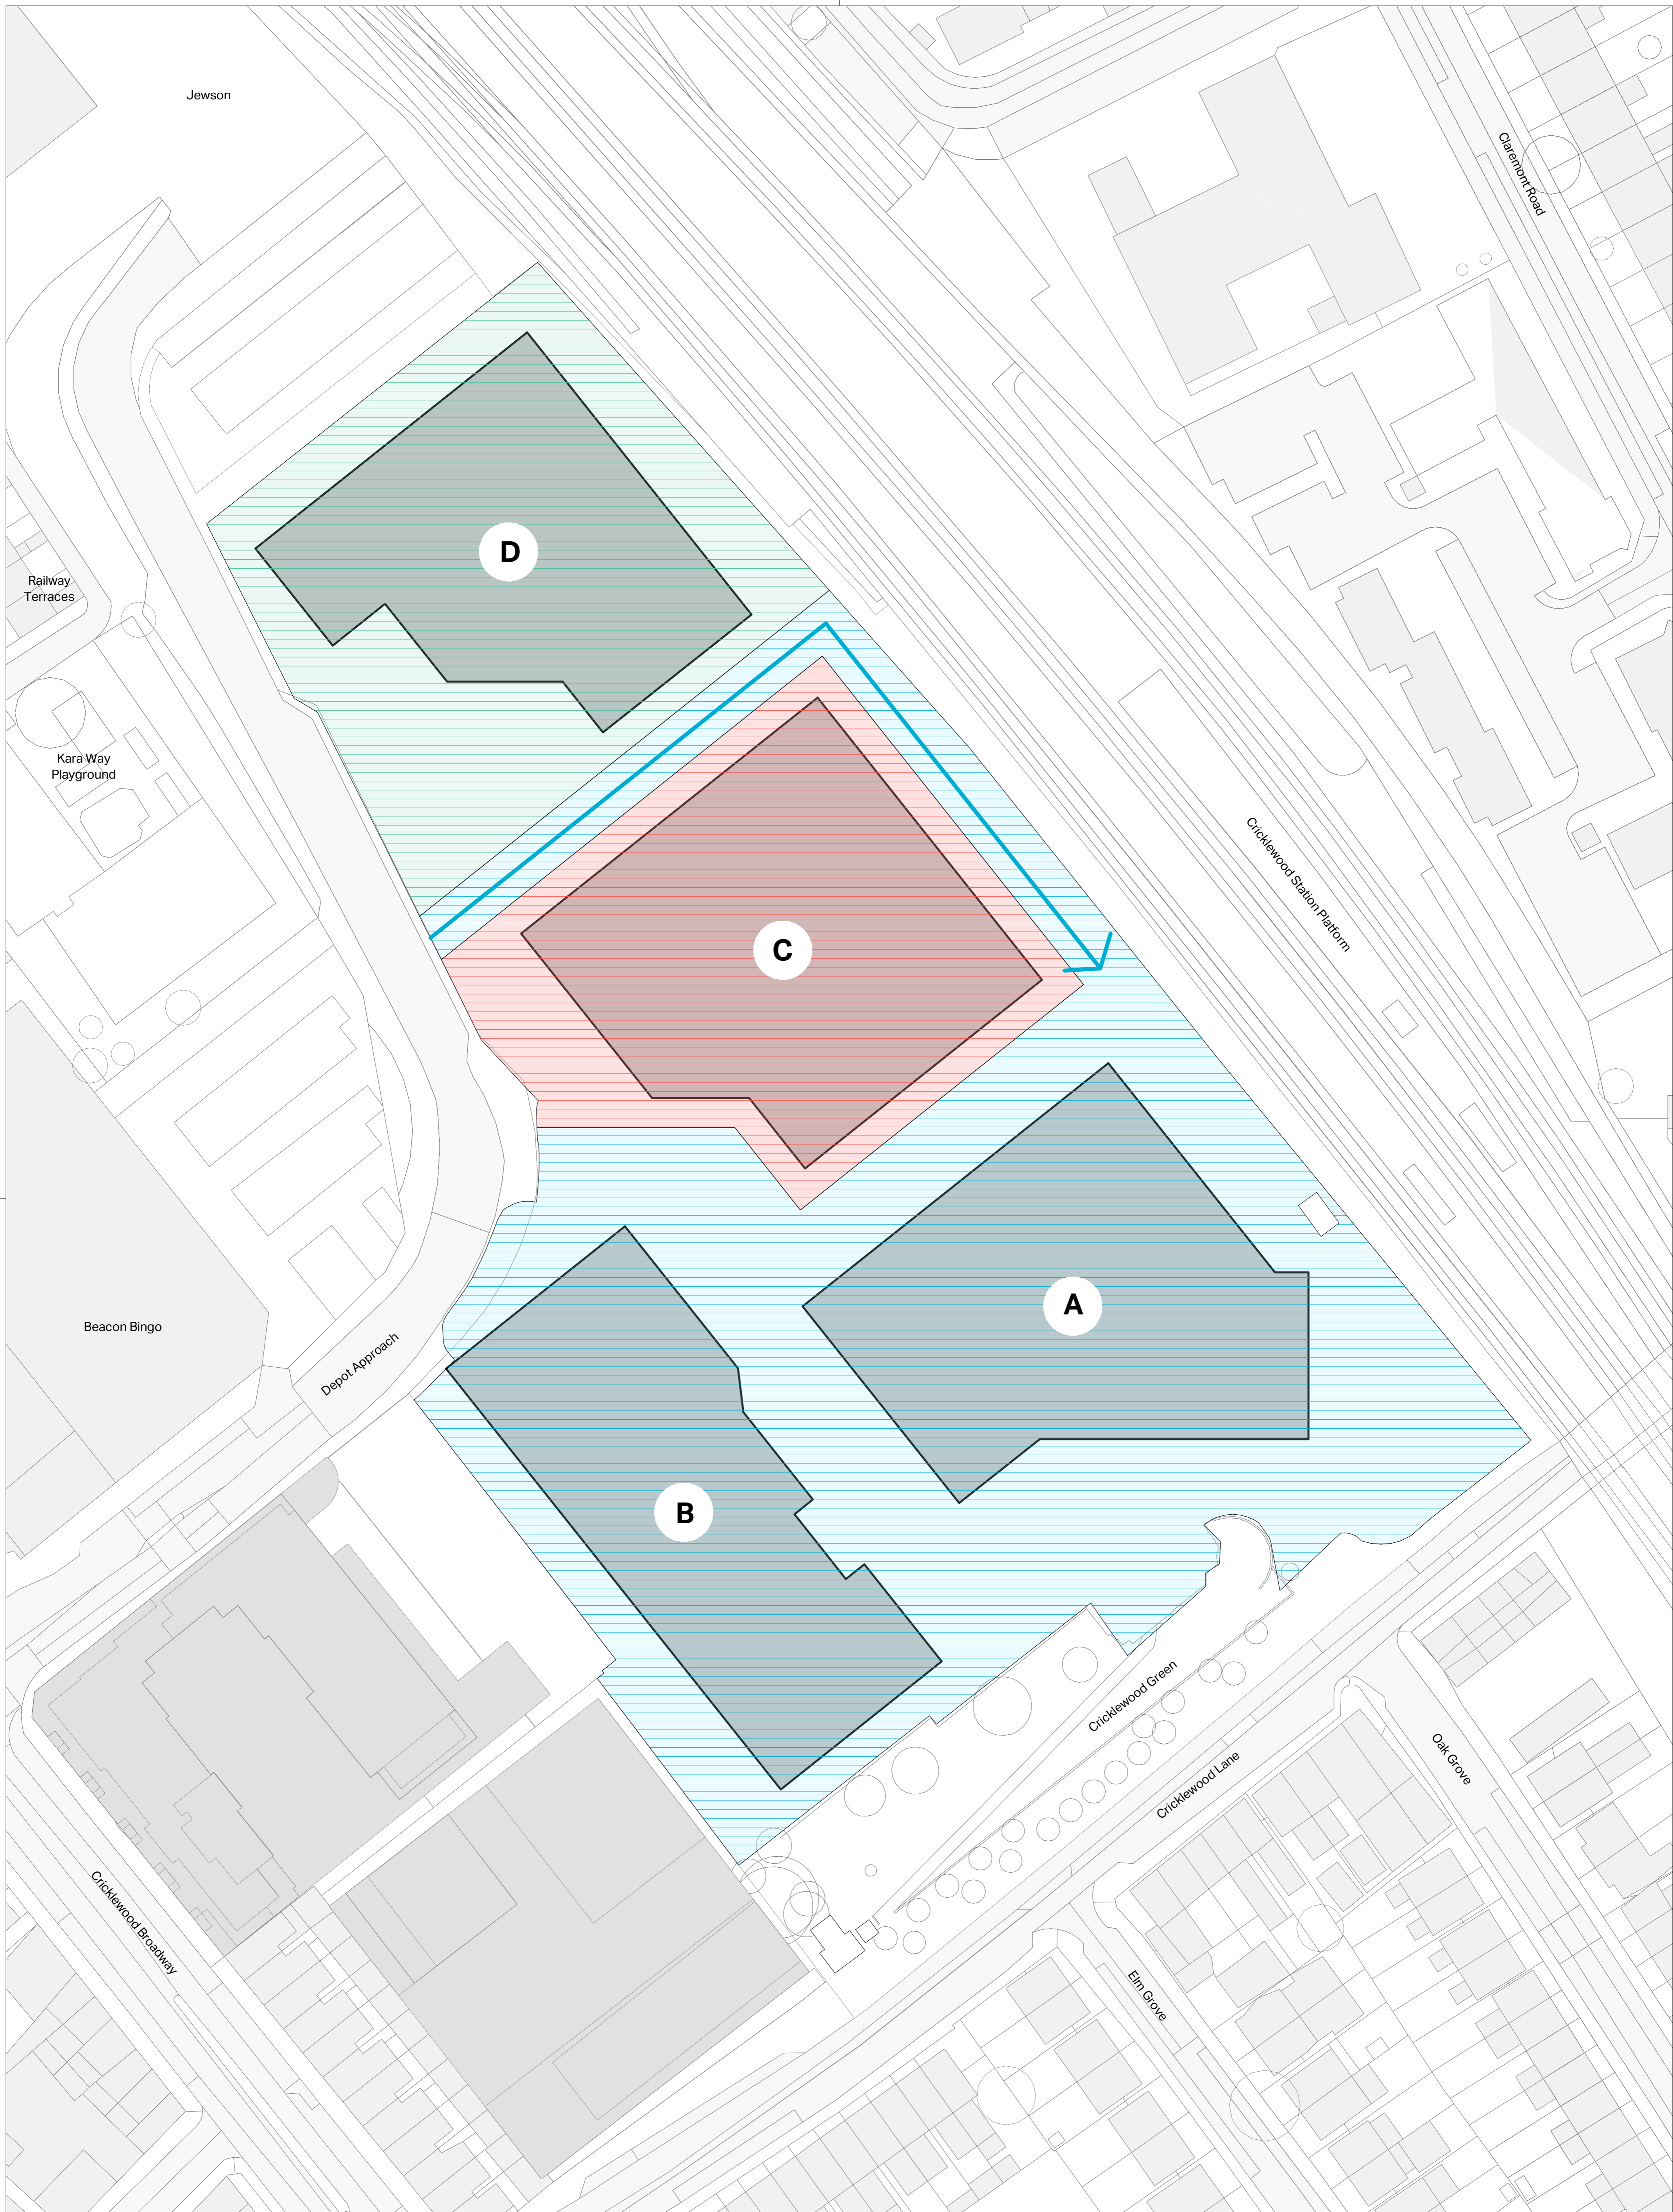 Jewson
Claremont Road
D
Railway
Terraces
Kara Way
Playground
Cricklewood Station Platform
C
A
Beacon Bingo
Depot Approach
B
Cricklewood Green
Cricklewood Lane
Oak Grove
Cricklewood Broadway
Elm Grove